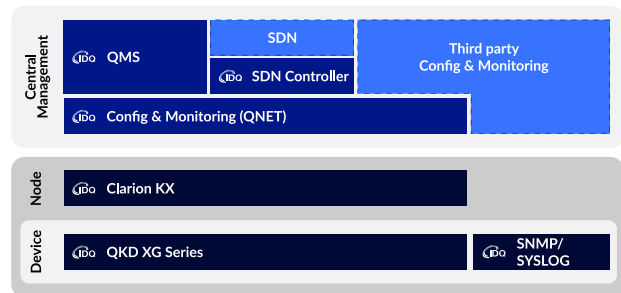 Central
Management
IDQ QMS
SDN
IDQ SDN Controller
Third party
Config & Monitoring
IDQ Config & Monitoring (QNET)
Node
IDQ Clarion KX
Device
IDQ QKD XG Series
IDQ SNMP/
SYSLOG